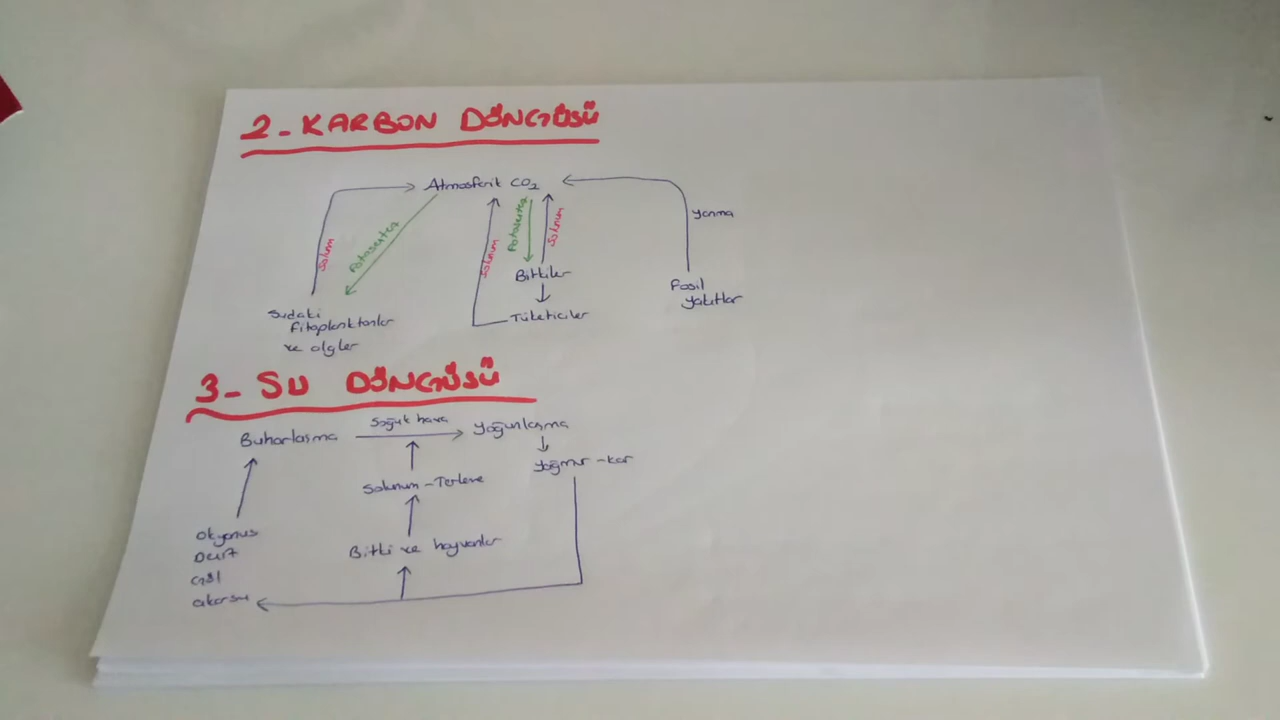 2- KARBON DÖNGÜSÜ
Atmosferik CO₂
Solunum
Fotosentez
Solunum
Fotosentez
Solunum
Yanma
Bitkiler
Tüketiciler
Fosil
yakıtlar
Sudaki
fitoplanktonlar
ve algler
3- SU DÖNGÜSÜ
Buharlaşma
Soğuk hava
Yoğunlaşma
Yağmur - kar
Solunum - Terleme
Bitki ve hayvanlar
Okyanus
Deniz
Göl
akarsu